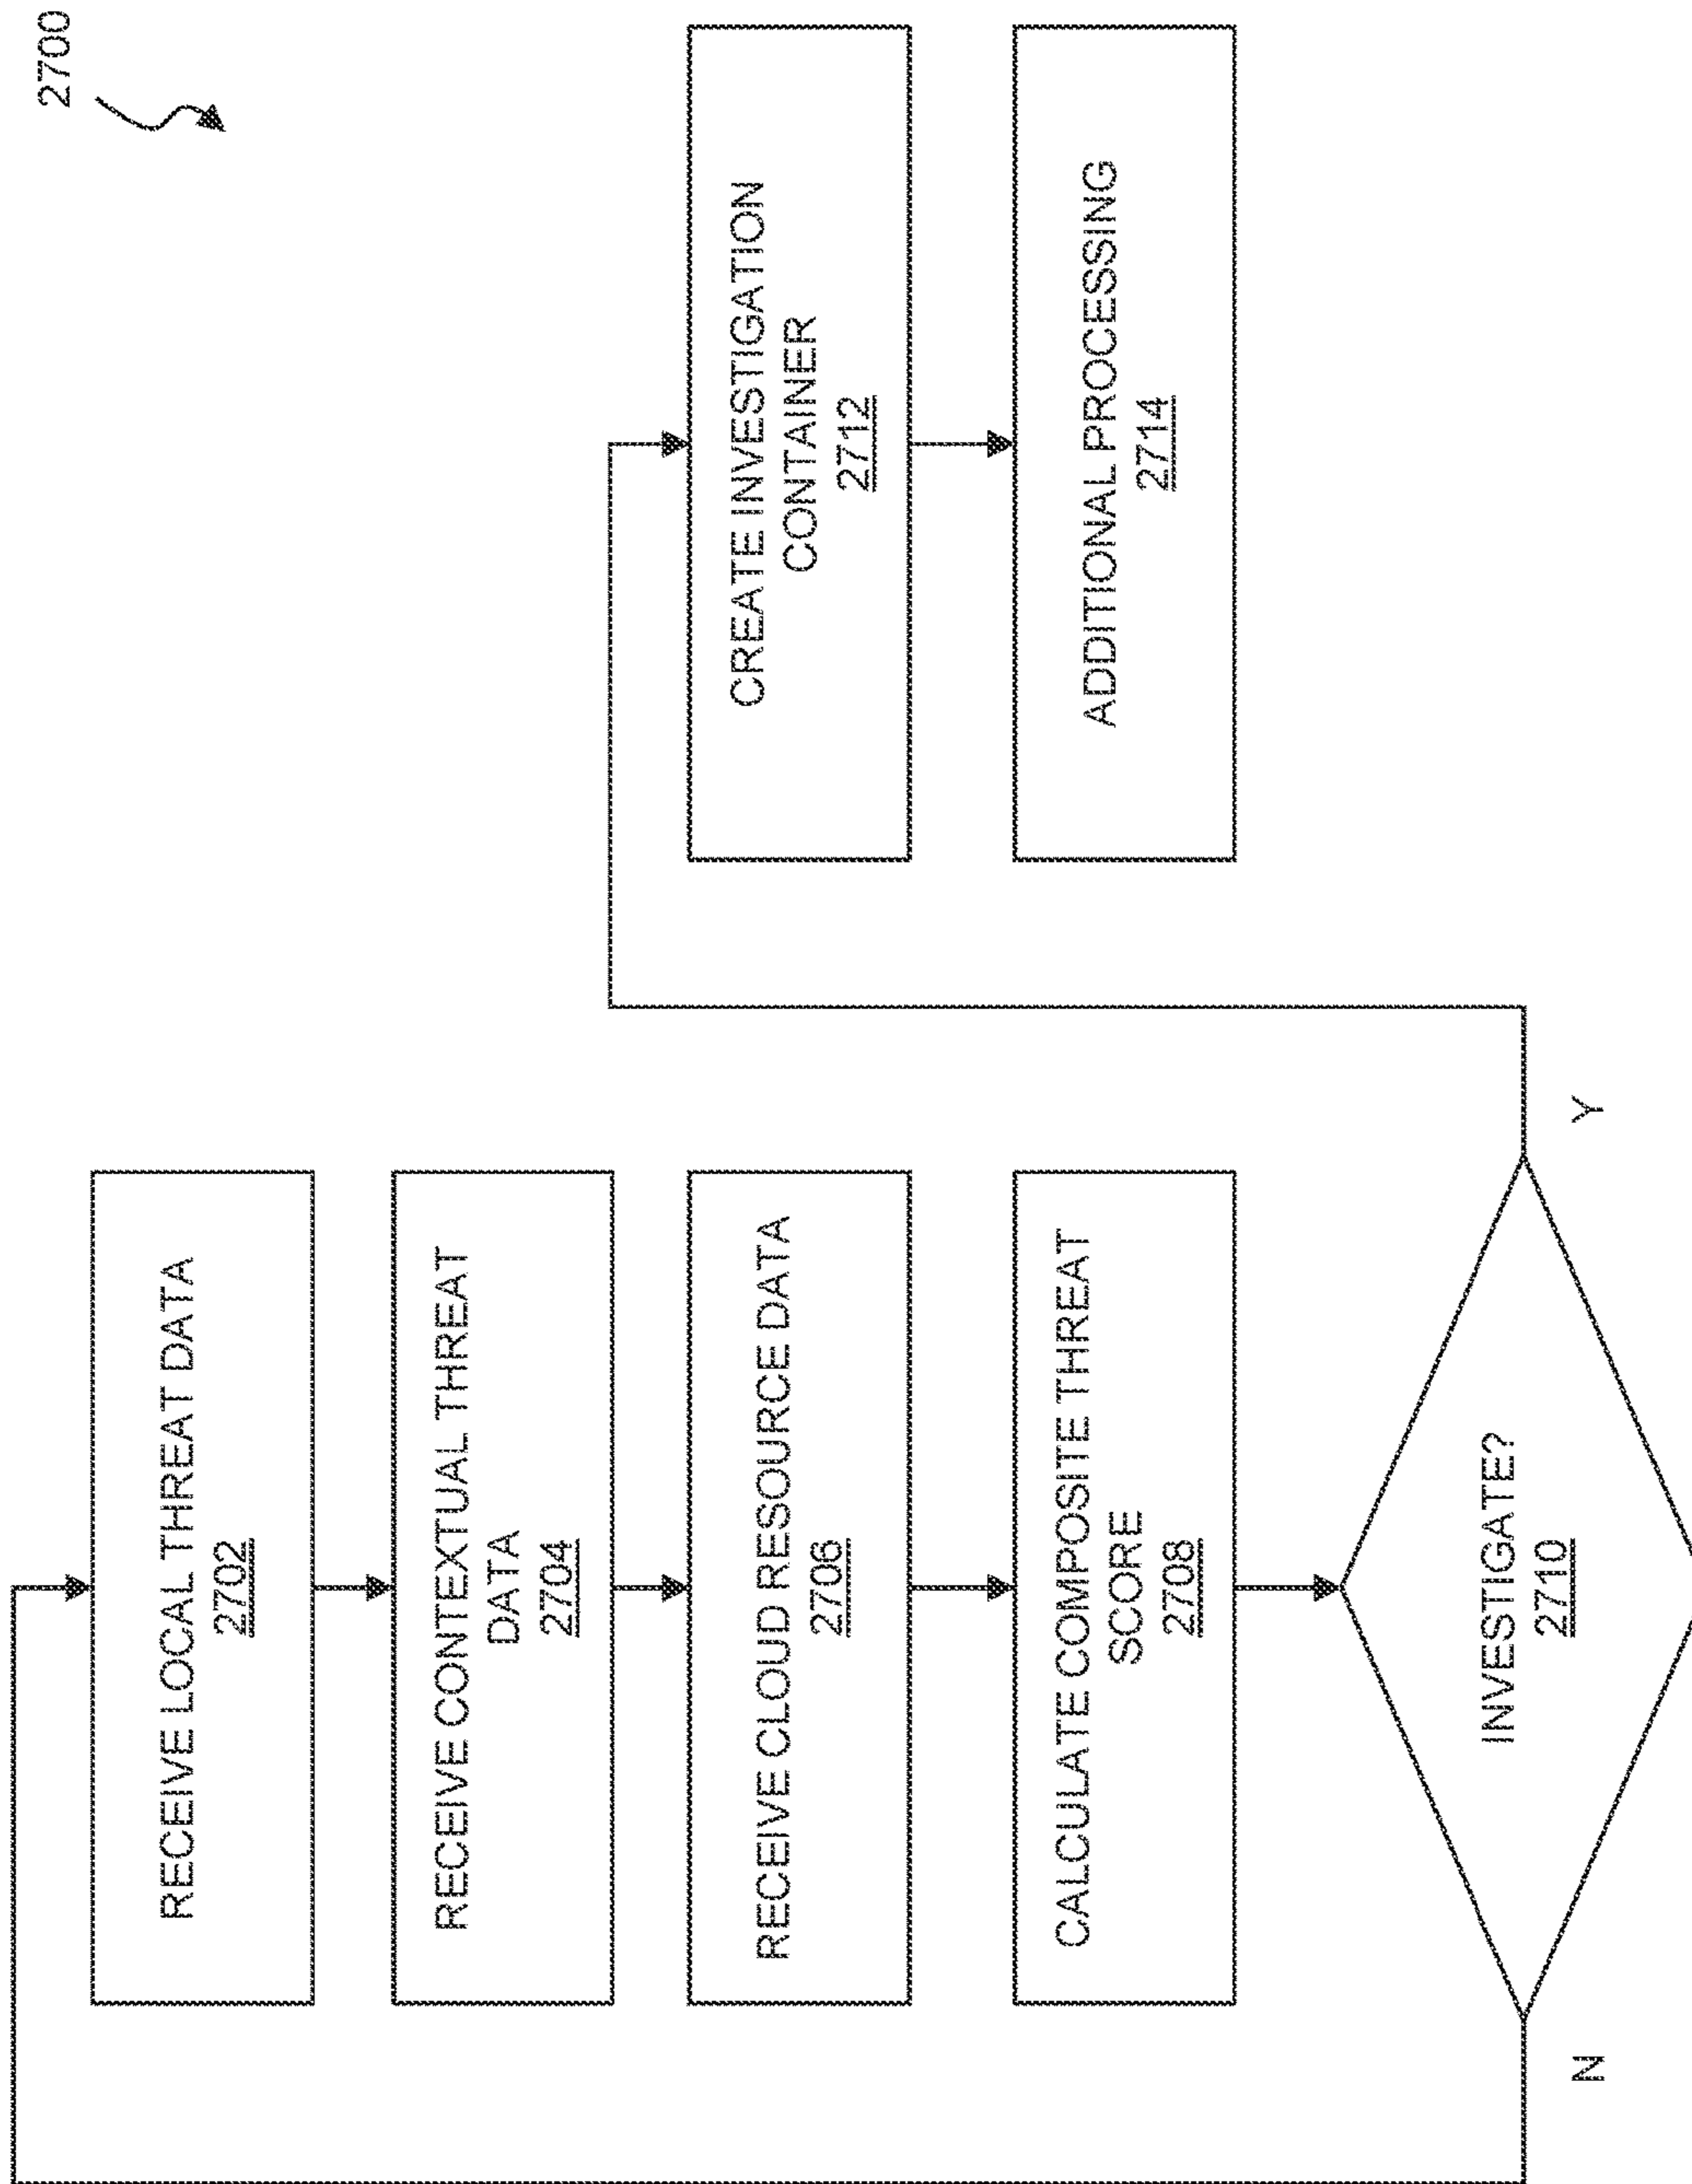 2700
RECEIVE LOCAL THREAT DATA
2702
RECEIVE CONTEXTUAL THREAT
DATA
2704
RECEIVE CLOUD RESOURCE DATA
2706
CALCULATE COMPOSITE THREAT
SCORE
2708
INVESTIGATE?
2710
N
Y
CREATE INVESTIGATION
CONTAINER
2712
ADDITIONAL PROCESSING
2714